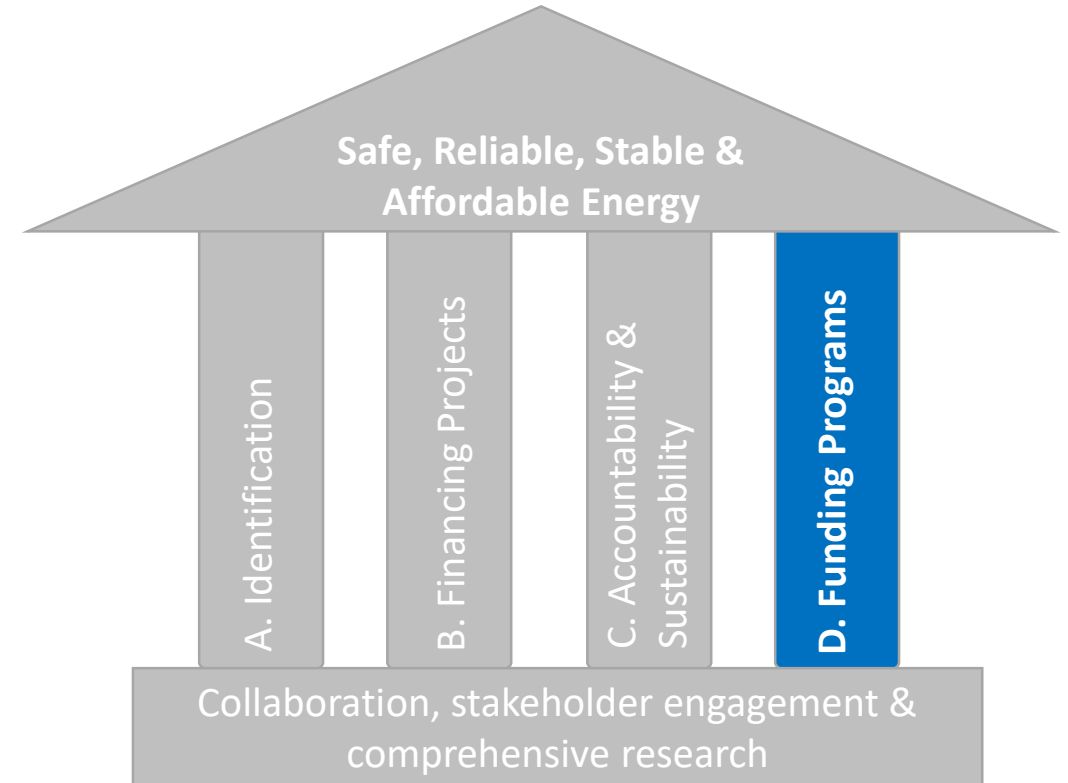 Safe, Reliable, Stable &
Affordable Energy
A. Identification
B. Financing Projects
C. Accountability &
Sustainability
D. Funding Programs
Collaboration, stakeholder engagement &
comprehensive research